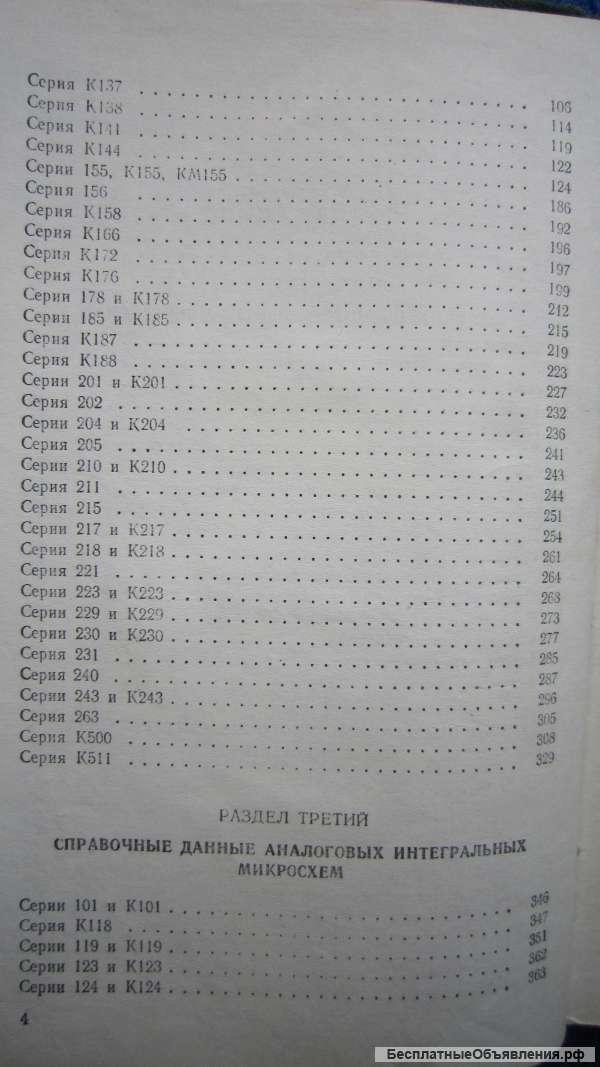 Серия К137 . . . . . . . . . . 106
Серия К138 . . . . . . . . . . 114
Серия К141 . . . . . . . . . . 119
Серия К144 . . . . . . . . . . 122
Серии 155, К155, КМ155 . . . . . . . . . . 124
Серия 156 . . . . . . . . . . 186
Серия К158 . . . . . . . . . . 192
Серия К166 . . . . . . . . . . 196
Серия К172 . . . . . . . . . . 197
Серия К176 . . . . . . . . . . 199
Серии 178 и К178 . . . . . . . . . . 212
Серии 185 и К185 . . . . . . . . . . 215
Серия К187 . . . . . . . . . . 219
Серия К188 . . . . . . . . . . 223
Серии 201 и К201 . . . . . . . . . . 227
Серия 202 . . . . . . . . . . 232
Серии 204 и К204 . . . . . . . . . . 236
Серия 205 . . . . . . . . . . 241
Серии 210 и К210 . . . . . . . . . . 243
Серия 211 . . . . . . . . . . 244
Серия 215 . . . . . . . . . . 251
Серии 217 и К217 . . . . . . . . . . 254
Серии 218 и К218 . . . . . . . . . . 261
Серия 221 . . . . . . . . . . 264
Серии 223 и К223 . . . . . . . . . . 268
Серии 229 и К229 . . . . . . . . . . 273
Серии 230 и К230 . . . . . . . . . . 277
Серия 231 . . . . . . . . . . 285
Серия 240 . . . . . . . . . . 287
Серии 243 и К243 . . . . . . . . . . 296
Серия 263 . . . . . . . . . . 305
Серия К500 . . . . . . . . . . 308
Серия К511 . . . . . . . . . . 329
РАЗДЕЛ ТРЕТИЙ
СПРАВОЧНЫЕ ДАННЫЕ АНАЛОГОВЫХ ИНТЕГРАЛЬНЫХ
МИКРОСХЕМ
Серии 101 и К101 . . . . . . . . . . 346
Серия К118 . . . . . . . . . . 347
Серии 119 и К119 . . . . . . . . . . 351
Серии 123 и К123 . . . . . . . . . . 362
Серии 124 и К124 . . . . . . . . . . 363
4
БесплатныеОбъявления.рф